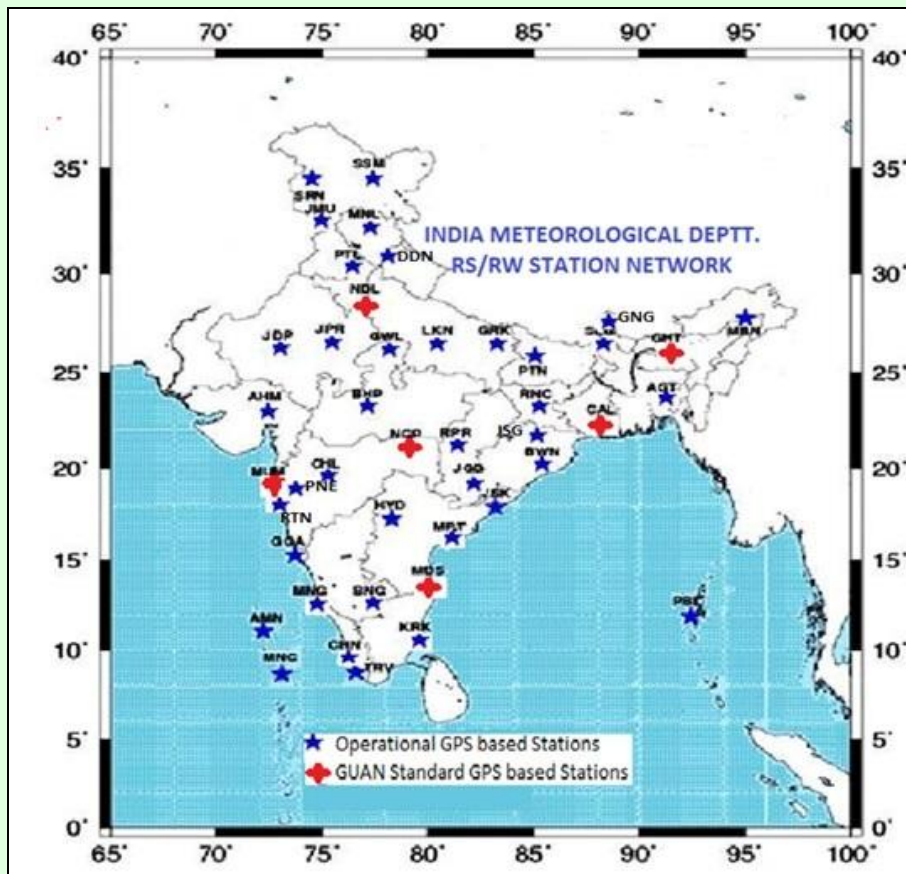 65° 70° 75° 80° 85° 90° 95° 100°
40° 40°
35° 35°
SSM
SRN
JMU MNL
INDIA METEOROLOGICAL DEPTT.
PTL DDN
RS/RW STATION NETWORK
30° 30°
NDL
GNG
JDP JPR GWL LKN GRK SLG GHT MBN
PTN
25° 25°
AHM BHP RNC CAL AGT
NGP RPR JSG
BWN
20° 20°
MUM CHL PNE JGD
RTN HYD
MPT
GOA
15° 15°
MDS
MNG BNG
PBL
AMN
KRK
10° 10°
CHN
MNC TRV
5° 5°
Operational GPS based Stations
GUAN Standard GPS based Stations
0° 0°
65° 70° 75° 80° 85° 90° 95° 100°